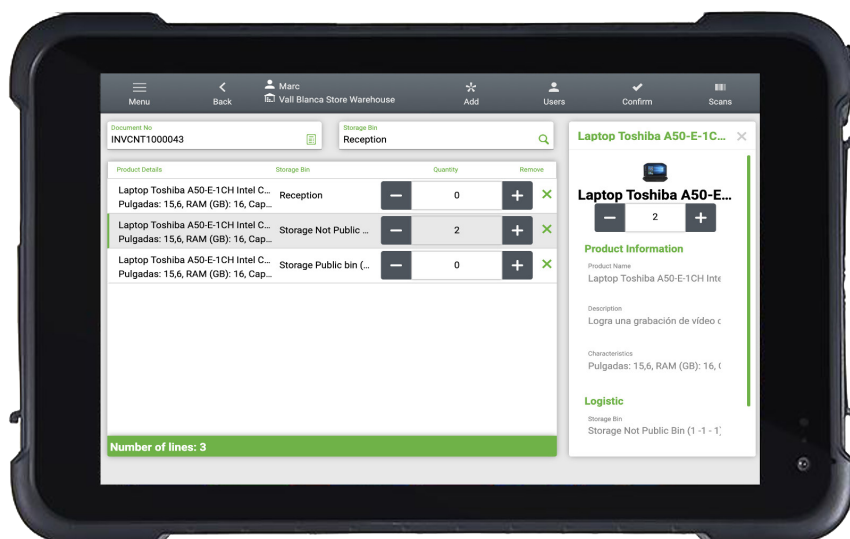 Menu
Back
Marc
Vall Blanca Store Warehouse
Add
Users
Confirm
Scans
Document No
INVCNT1000043
Storage Bin
Reception
Product Details
Storage Bin
Quantity
Remove
Laptop Toshiba A50-E-1CH Intel C...
Pulgadas: 15,6, RAM (GB): 16, Cap...
Reception
0
Laptop Toshiba A50-E-1CH Intel C...
Pulgadas: 15,6, RAM (GB): 16, Cap...
Storage Not Public ...
2
Laptop Toshiba A50-E-1CH Intel C...
Pulgadas: 15,6, RAM (GB): 16, Cap...
Storage Public bin (...
0
Number of lines: 3
Laptop Toshiba A50-E-1C...
Laptop Toshiba A50-E...
2
Product Information
Product Name
Laptop Toshiba A50-E-1CH Inte
Description
Logra una grabación de vídeo c
Characteristics
Pulgadas: 15,6, RAM (GB): 16, (
Logistic
Storage Bin
Storage Not Public Bin (1 -1 - 1)